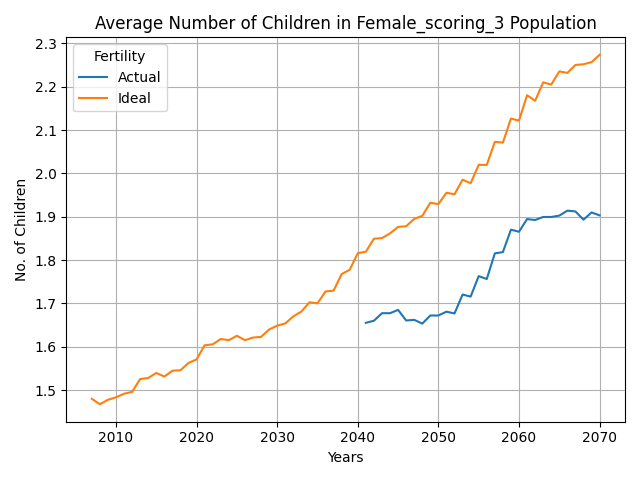 Average Number of Children in Female_scoring_3 Population
2.3
2.2
2.1
2.0
1.9
1.8
1.7
1.6
1.5
No. of Children
Fertility
Actual
Ideal
2010 2020 2030 2040 2050 2060 2070
Years